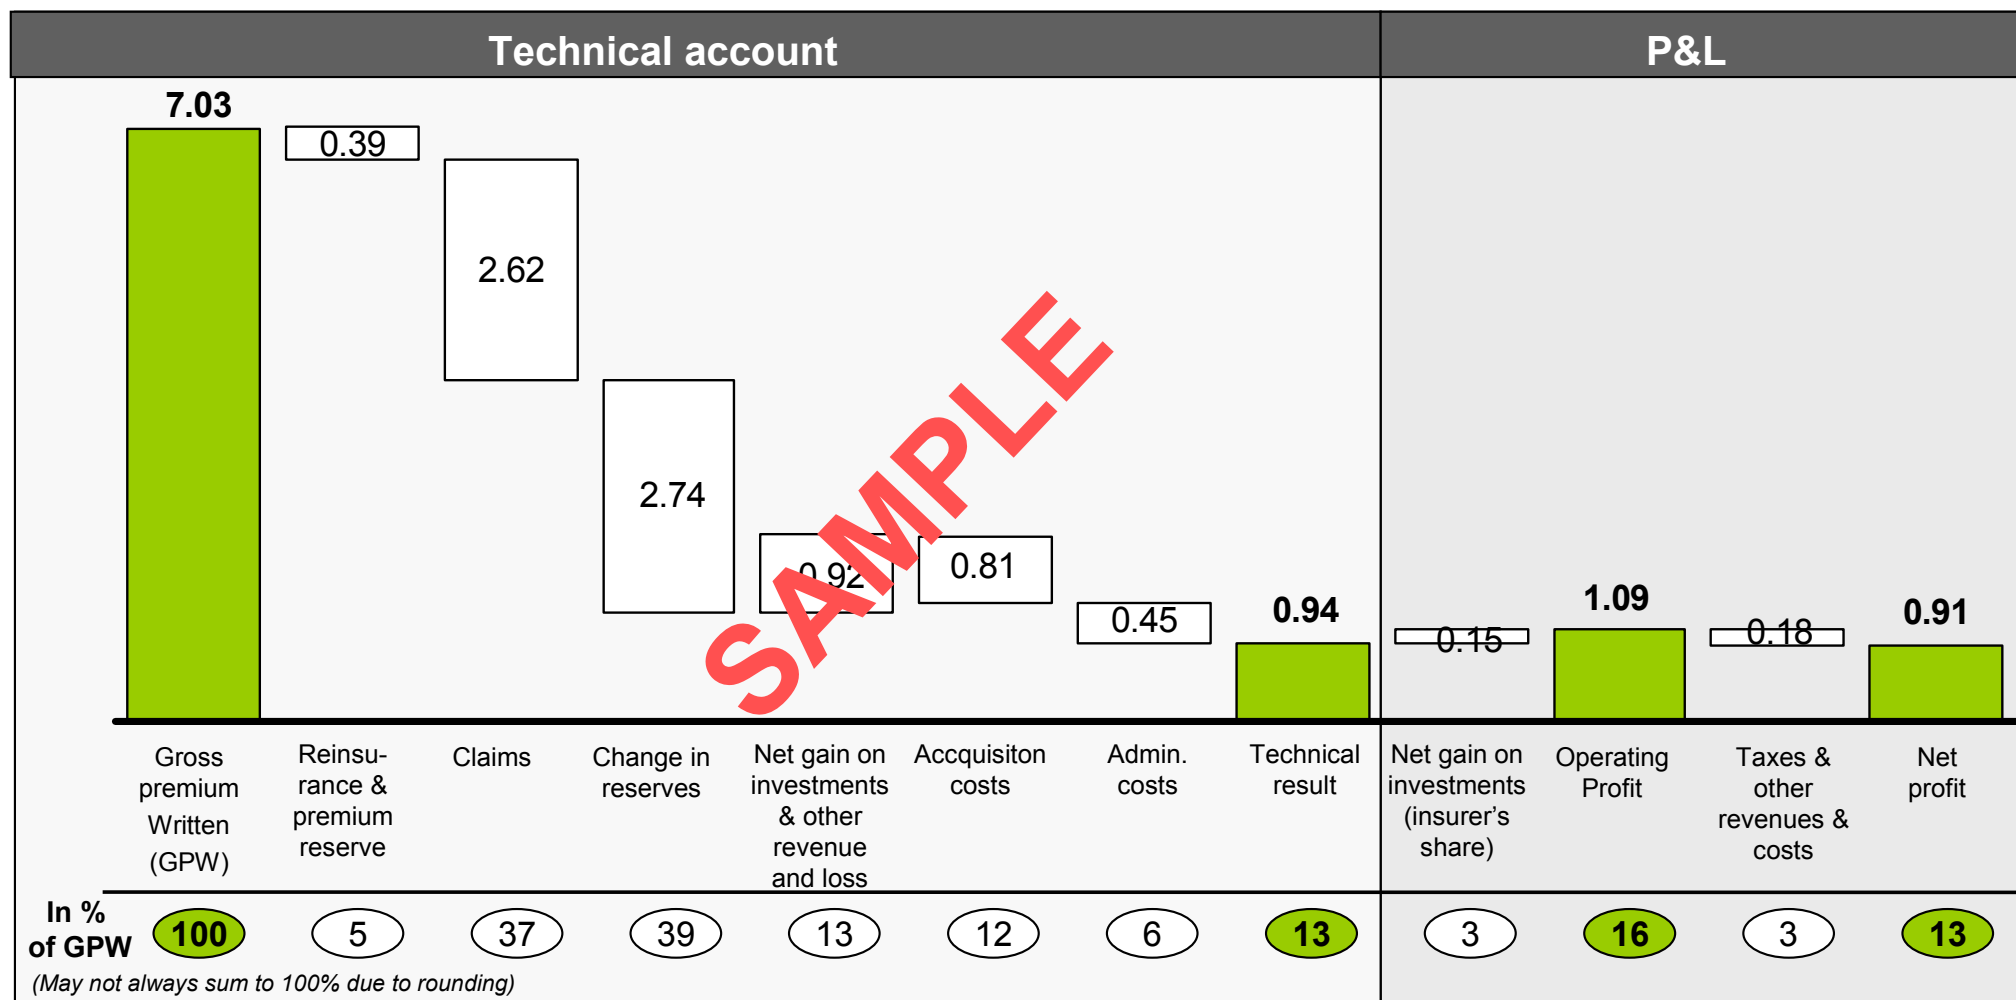 Technical account
P&L
7.03
0.39
2.62
2.74
0.92
0.81
0.45
0.94
0.15
1.09
0.18
0.91
SAMPLE
Gross
premium
Written
(GPW)
Reinsu-
rance &
premium
reserve
Claims
Change in
reserves
Net gain on
investments
& other
revenue
and loss
Accquisiton
costs
Admin.
costs
Technical
result
Net gain on
investments
(insurer’s
share)
Operating
Profit
Taxes &
other
revenues &
costs
Net
profit
In %
of GPW
100
5
37
39
13
12
6
13
3
16
3
13
(May not always sum to 100% due to rounding)